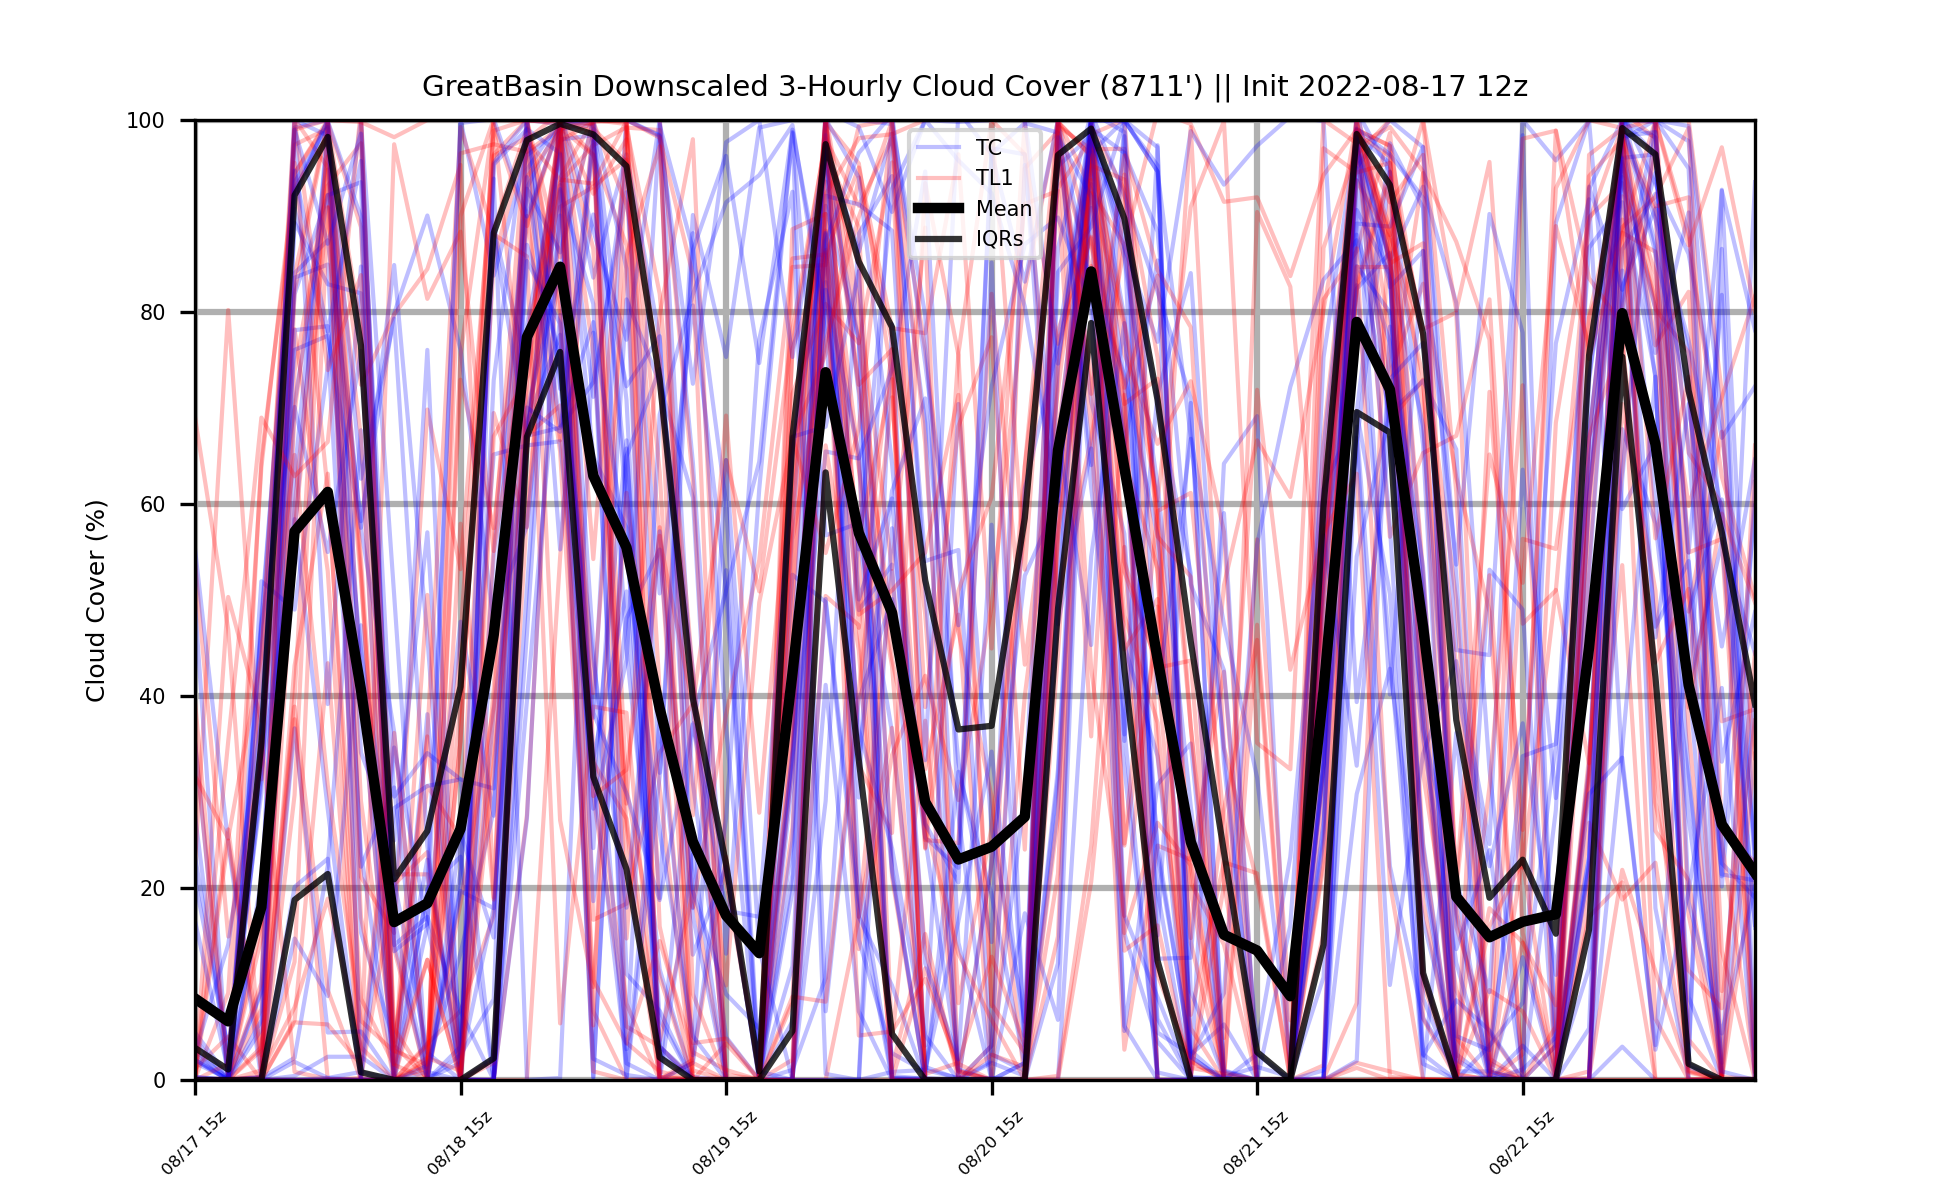 GreatBasin Downscaled 3-Hourly Cloud Cover (8711') || Init 2022-08-17 12z
Cloud Cover (%)
100
80
60
40
20
0
TC
TL1
Mean
IQRs
08/17 15z
08/18 15z
08/19 15z
08/20 15z
08/21 15z
08/22 15z